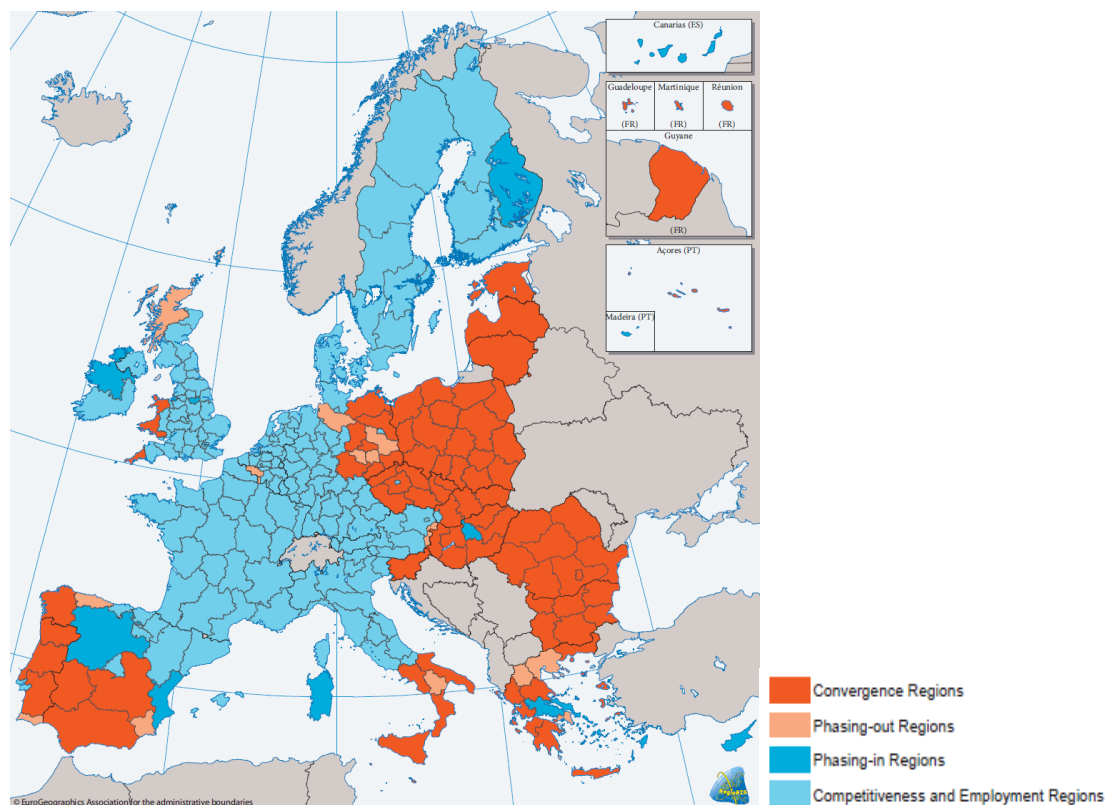 Canarias (ES)
Guadeloupe
Martinique
Réunion
(FR)
(FR)
(FR)
Guyane
(FR)
Açores (PT)
Madeira (PT)
Convergence Regions
Phasing-out Regions
Phasing-in Regions
Competitiveness and Employment Regions
© EuroGeographics Association for the administrative boundaries